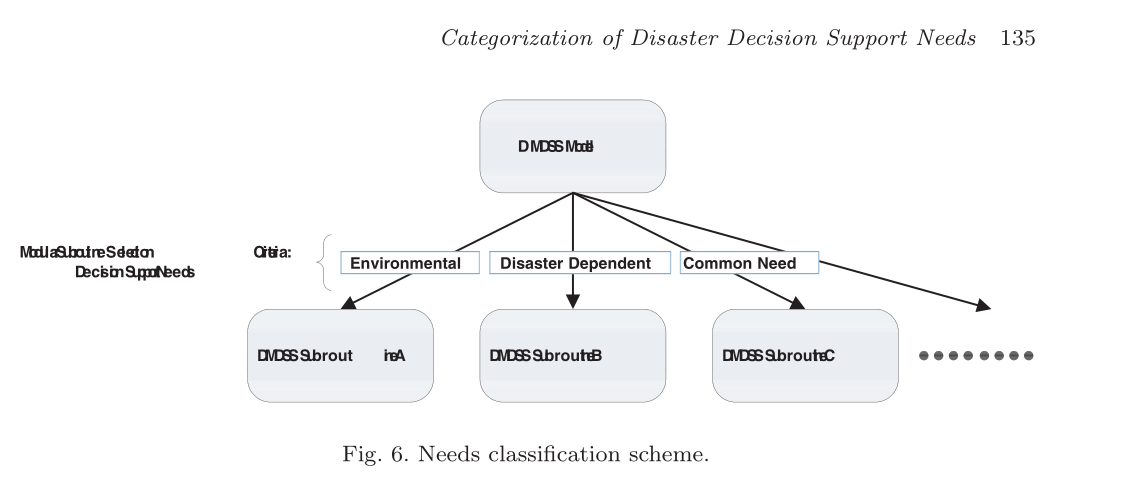 Categorization of Disaster Decision Support Needs 135
DMDSS Model
Modular Subroutine Selection Criteria:
Decision Support Needs
Environmental Disaster Dependent Common Need
DMDSS Subroutine A DMDSS Subroutine B DMDSS Subroutine C
Fig. 6. Needs classification scheme.